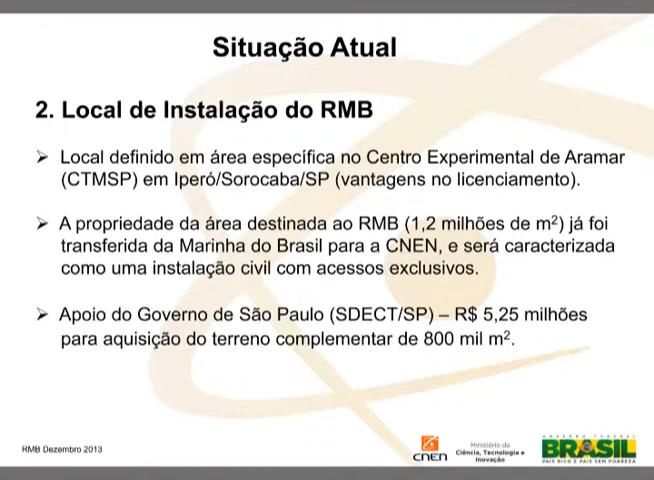 Situação Atual
2. Local de Instalação do RMB
➢ Local definido em área específica no Centro Experimental de Aramar
(CTMSP) em Iperó/Sorocaba/SP (vantagens no licenciamento).
➢ A propriedade da área destinada ao RMB (1,2 milhões de m²) já foi
transferida da Marinha do Brasil para a CNEN, e será caracterizada
como uma instalação civil com acessos exclusivos.
➢ Apoio do Governo de São Paulo (SDECT/SP) – R$ 5,25 milhões
para aquisição do terreno complementar de 800 mil m².
RMB Dezembro 2013
CNEN
Ministério da
Ciência, Tecnologia e
Inovação
GOVERNO FEDERAL
BRASIL
PAÍS RICO É PAÍS SEM POBREZA